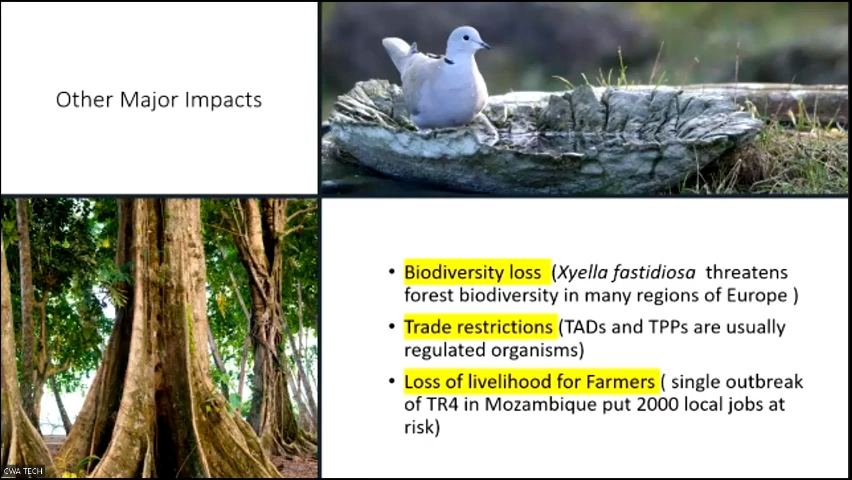 Other Major Impacts
• Biodiversity loss (Xyella fastidiosa threatens
forest biodiversity in many regions of Europe )
• Trade restrictions (TADs and TPPs are usually
regulated organisms)
• Loss of livelihood for Farmers ( single outbreak
of TR4 in Mozambique put 2000 local jobs at
risk)
CWA TECH